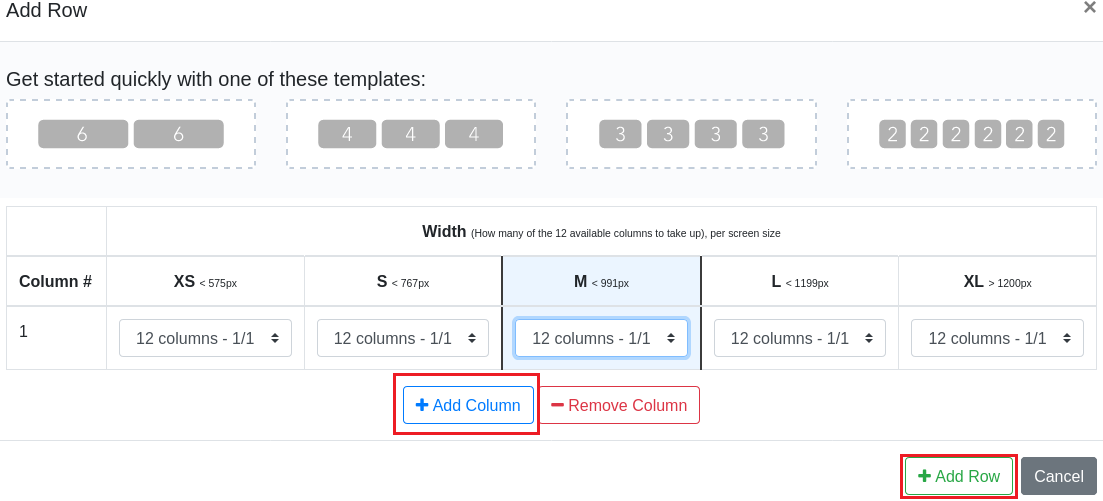 Add Row ×
Get started quickly with one of these templates:
6 6 4 4 4 3 3 3 3 2 2 2 2 2 2
Width (How many of the 12 available columns to take up), per screen size
Column # XS < 575px S < 767px M < 991px L < 1199px XL > 1200px
1 12 columns - 1/1 12 columns - 1/1 12 columns - 1/1 12 columns - 1/1 12 columns - 1/1
Add Column Remove Column
Add Row Cancel